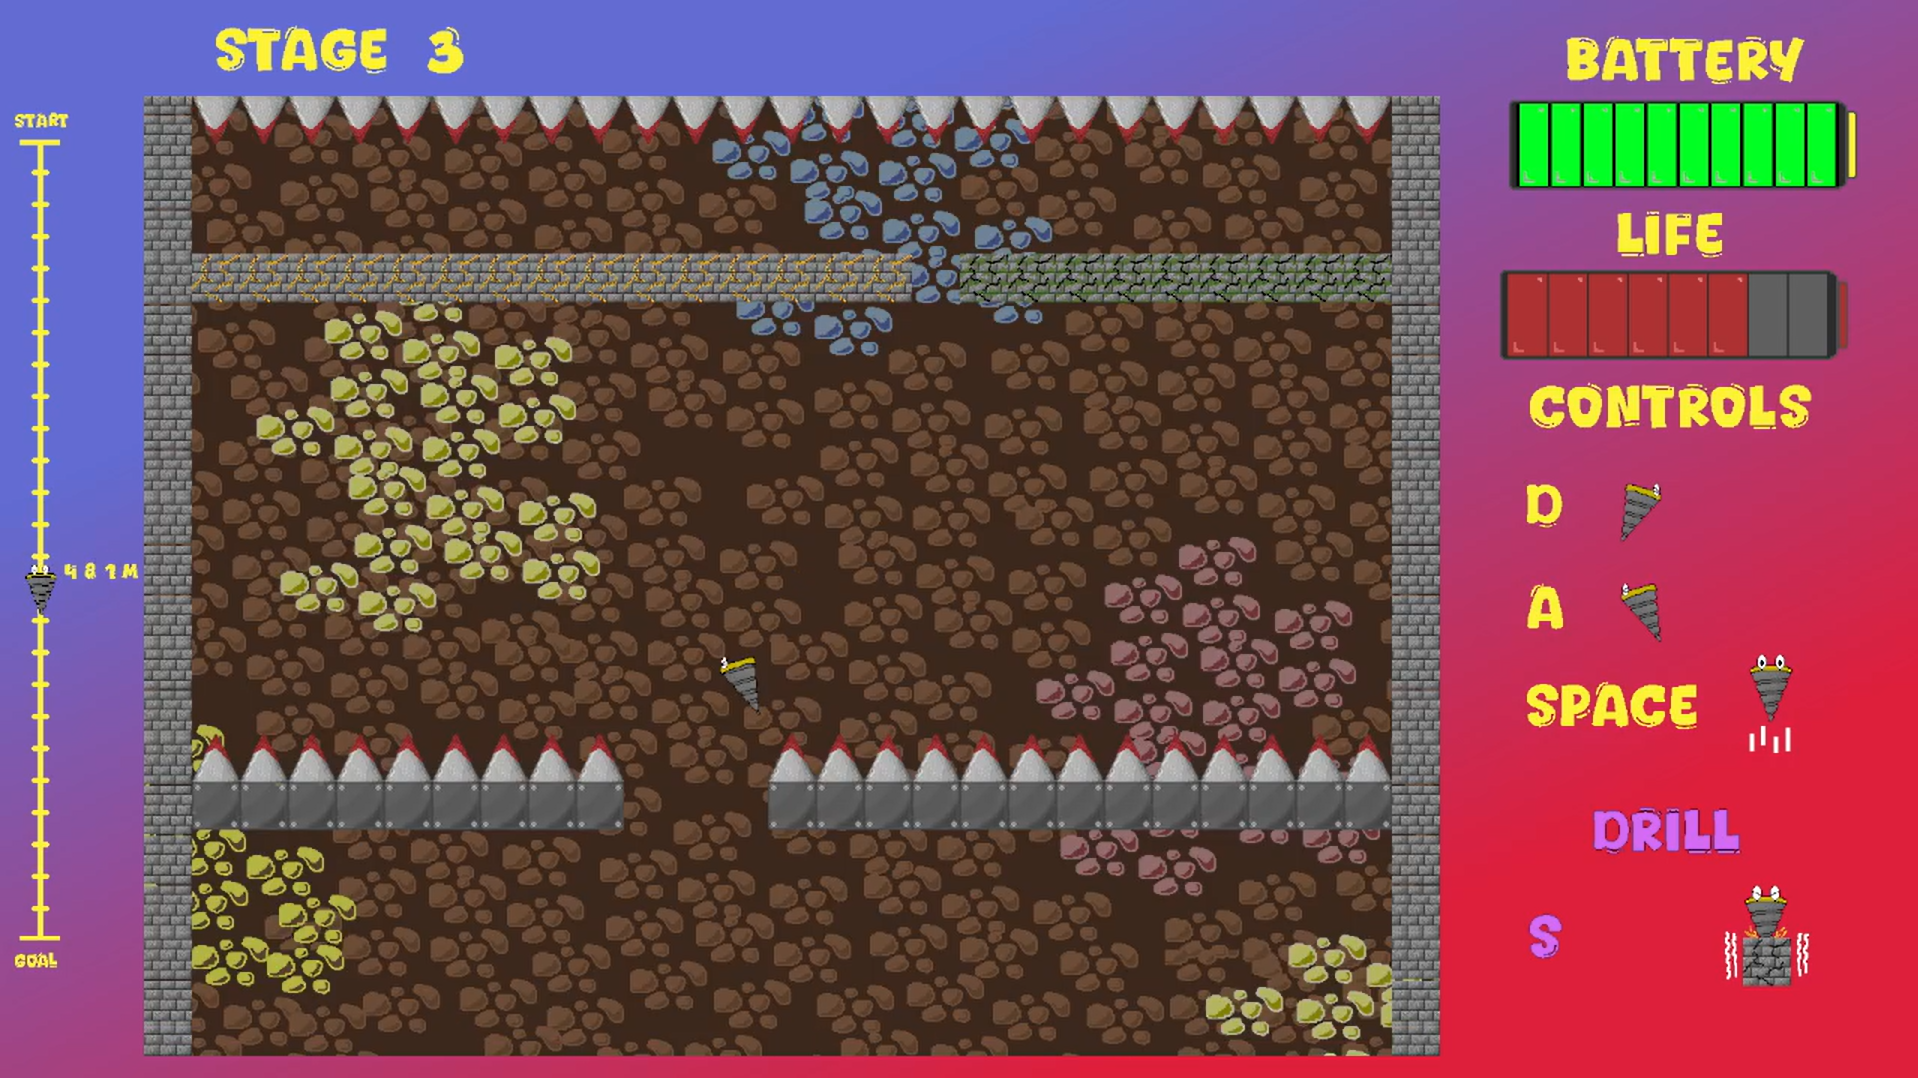 STAGE 3
START
481M
GOAL
BATTERY
LIFE
CONTROLS
D
A
SPACE
DRILL
S